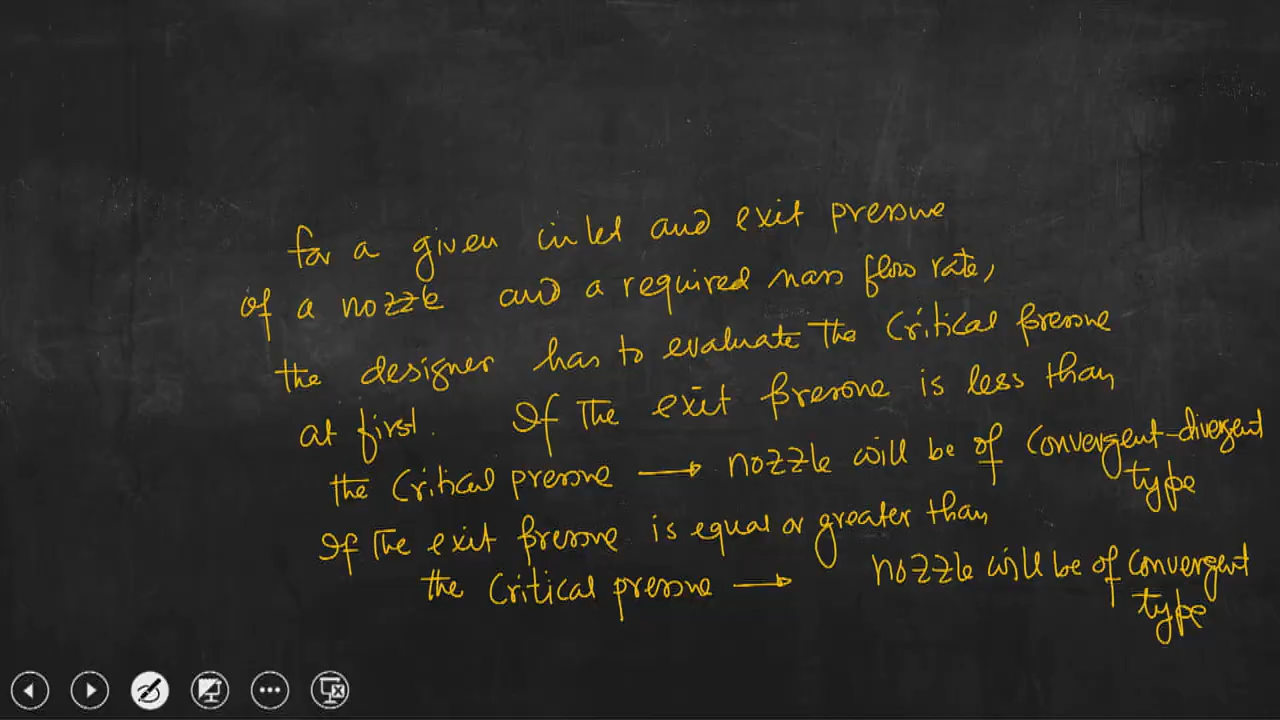 for a given inlet and exit pressure
of a nozzle and a required mass flow rate,
the designer has to evaluate the critical pressure
at first. If the exit pressure is less than
the critical pressure → nozzle will be of convergent-divergent
type
If the exit pressure is equal or greater than
the critical pressure → nozzle will be of convergent
type